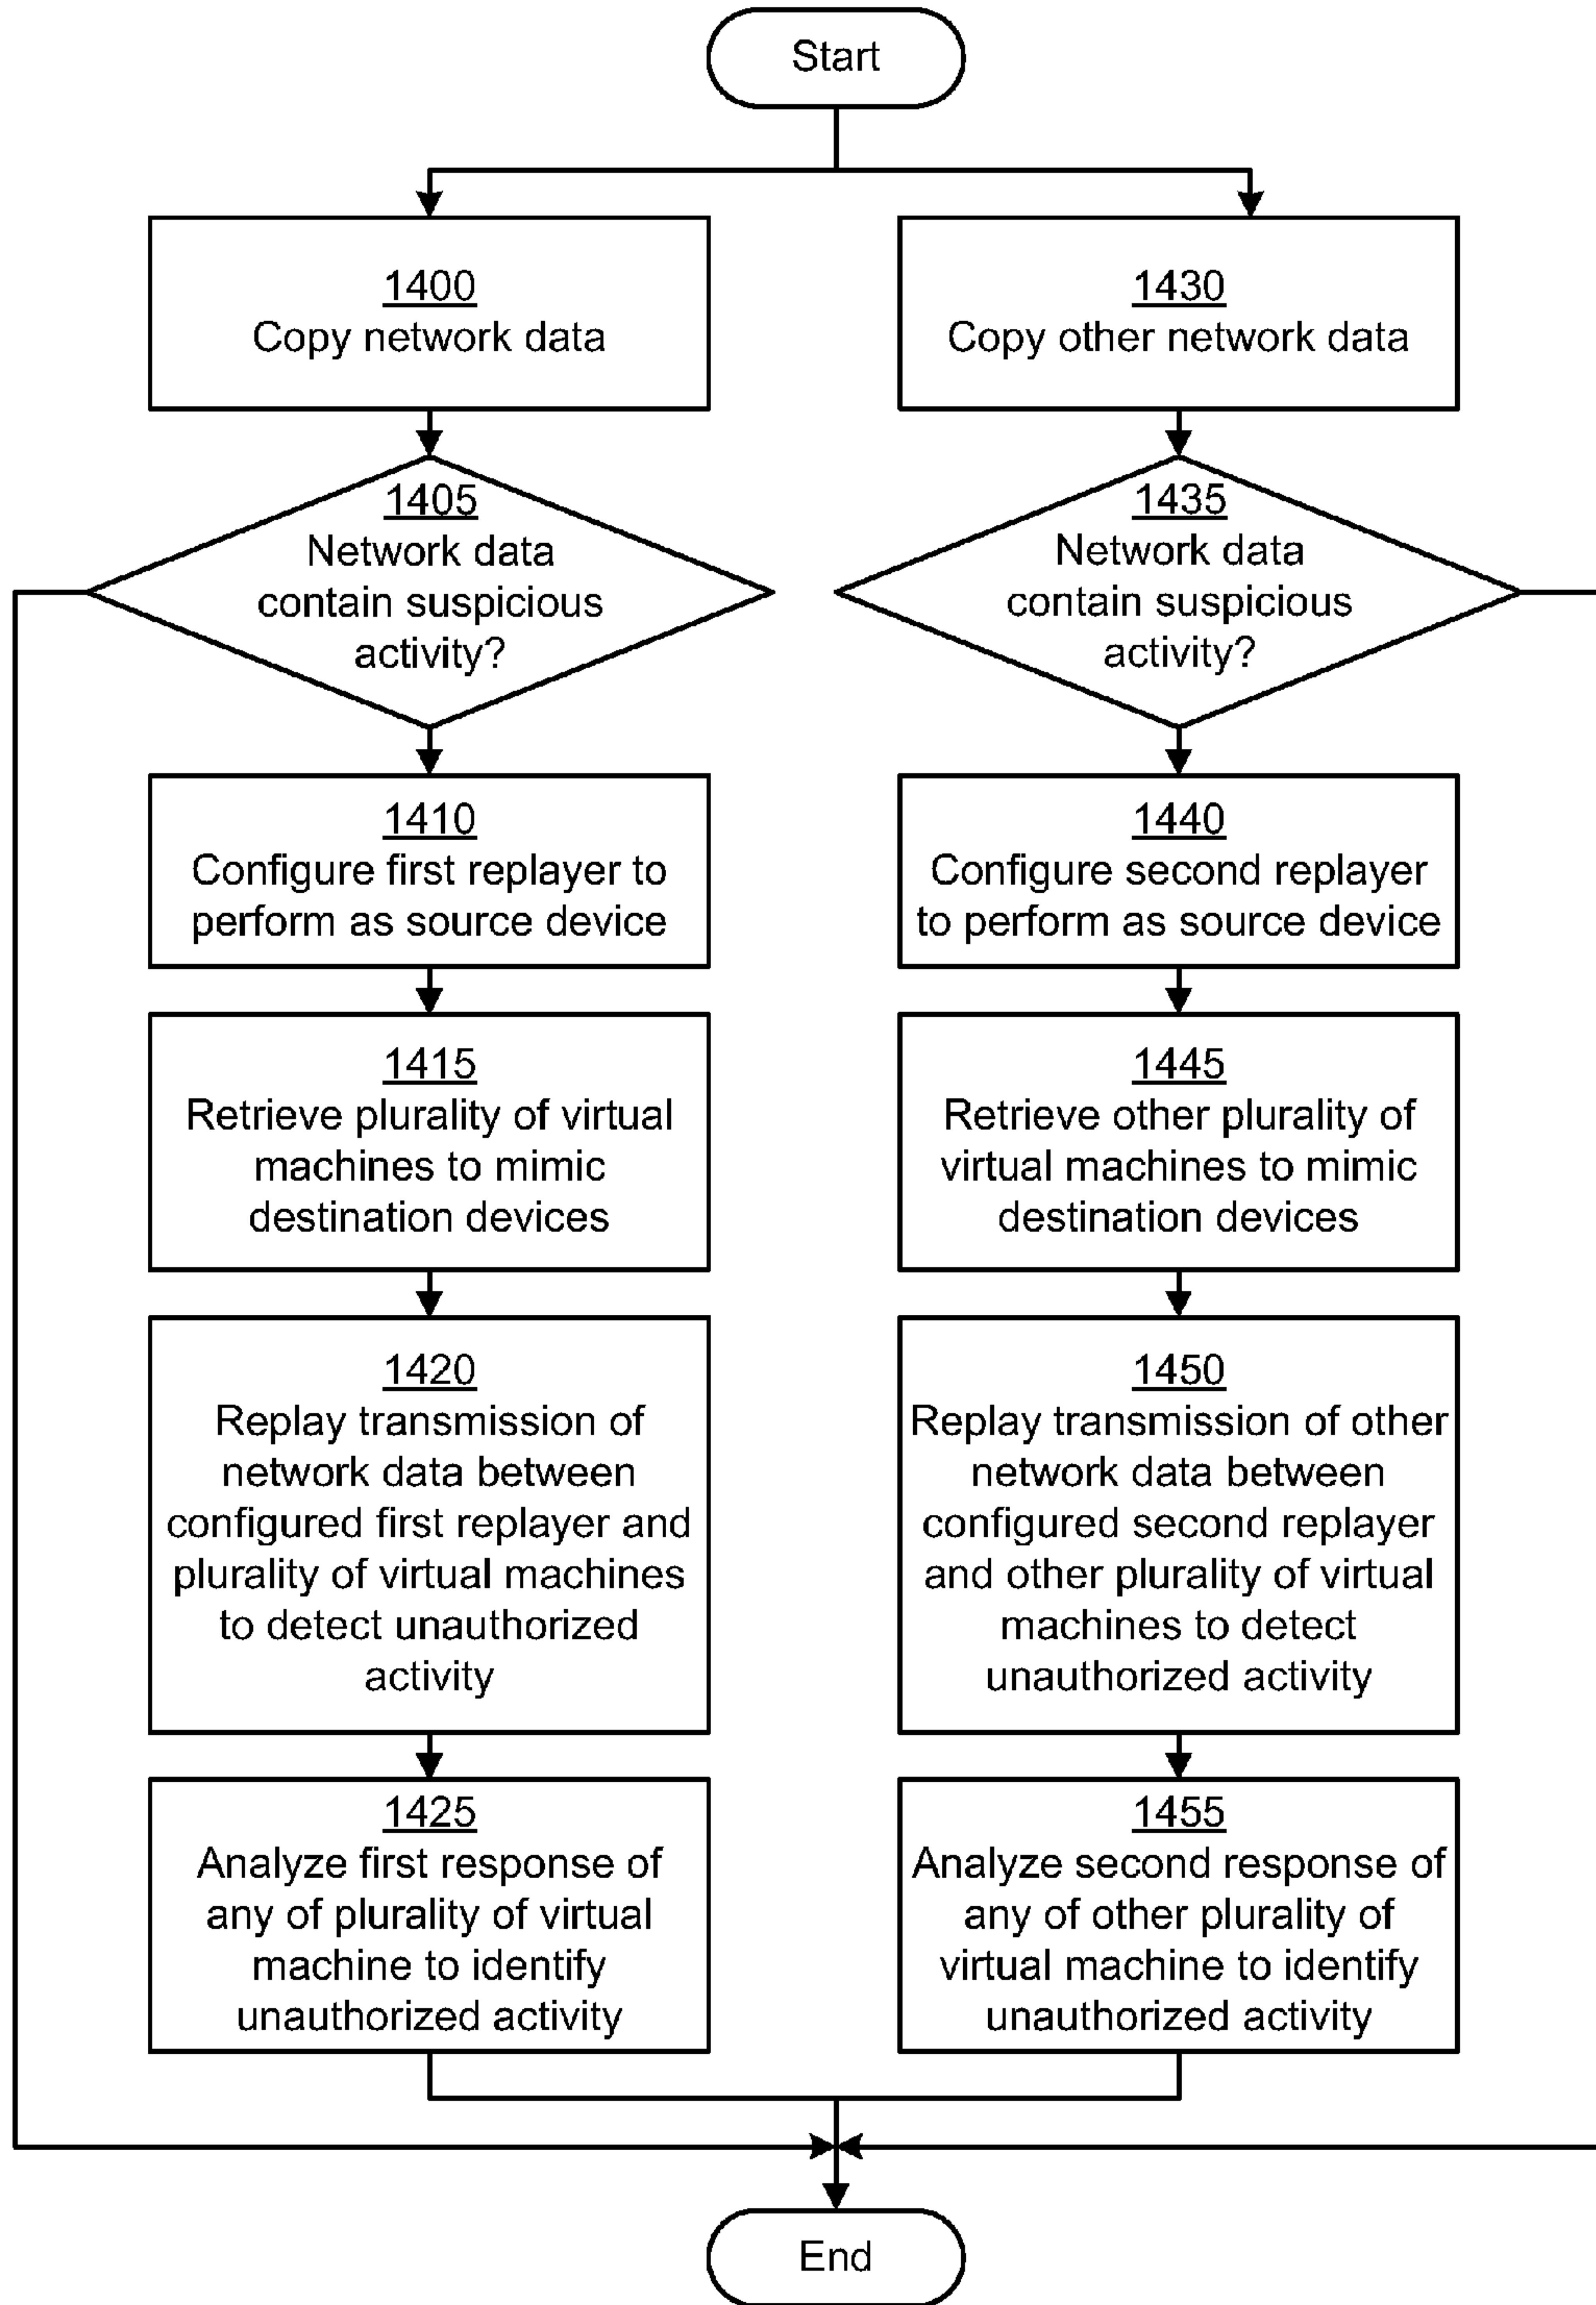 Start
1400
Copy network data
1405
Network data
contain suspicious
activity?
1410
Configure first replayer to
perform as source device
1415
Retrieve plurality of virtual
machines to mimic
destination devices
1420
Replay transmission of
network data between
configured first replayer and
plurality of virtual machines
to detect unauthorized
activity
1425
Analyze first response of
any of plurality of virtual
machine to identify
unauthorized activity
1430
Copy other network data
1435
Network data
contain suspicious
activity?
1440
Configure second replayer
to perform as source device
1445
Retrieve other plurality of
virtual machines to mimic
destination devices
1450
Replay transmission of other
network data between
configured second replayer
and other plurality of virtual
machines to detect
unauthorized activity
1455
Analyze second response of
any of other plurality of
virtual machine to identify
unauthorized activity
End